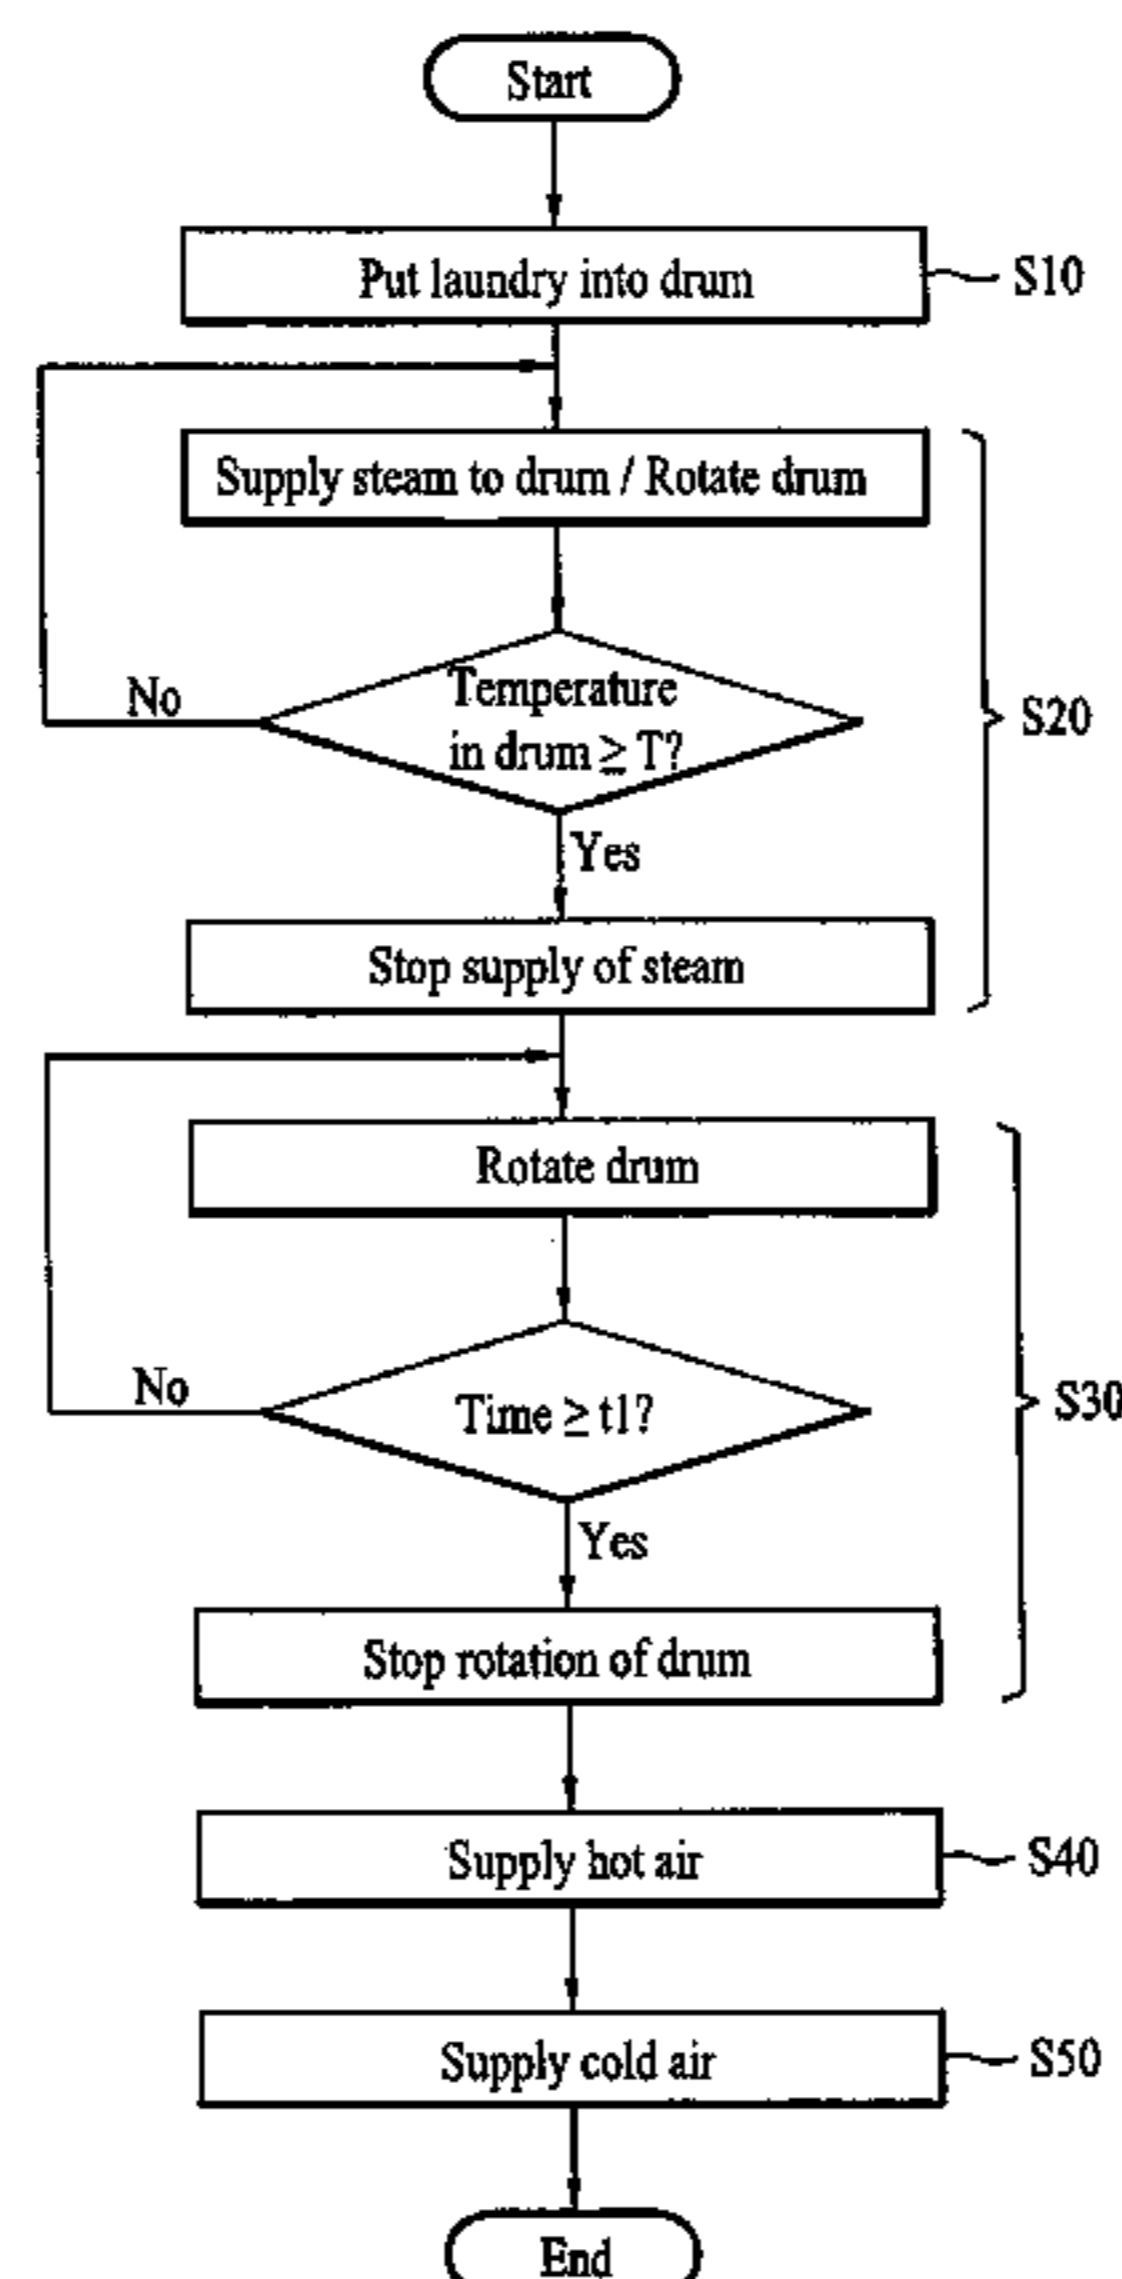 Start
Put laundry into drum
S10
Supply steam to drum / Rotate drum
Temperature
in drum ≥ T?
No
S20
Yes
Stop supply of steam
Rotate drum
Time ≥ t1?
No
S30
Yes
Stop rotation of drum
Supply hot air
S40
Supply cold air
S50
End